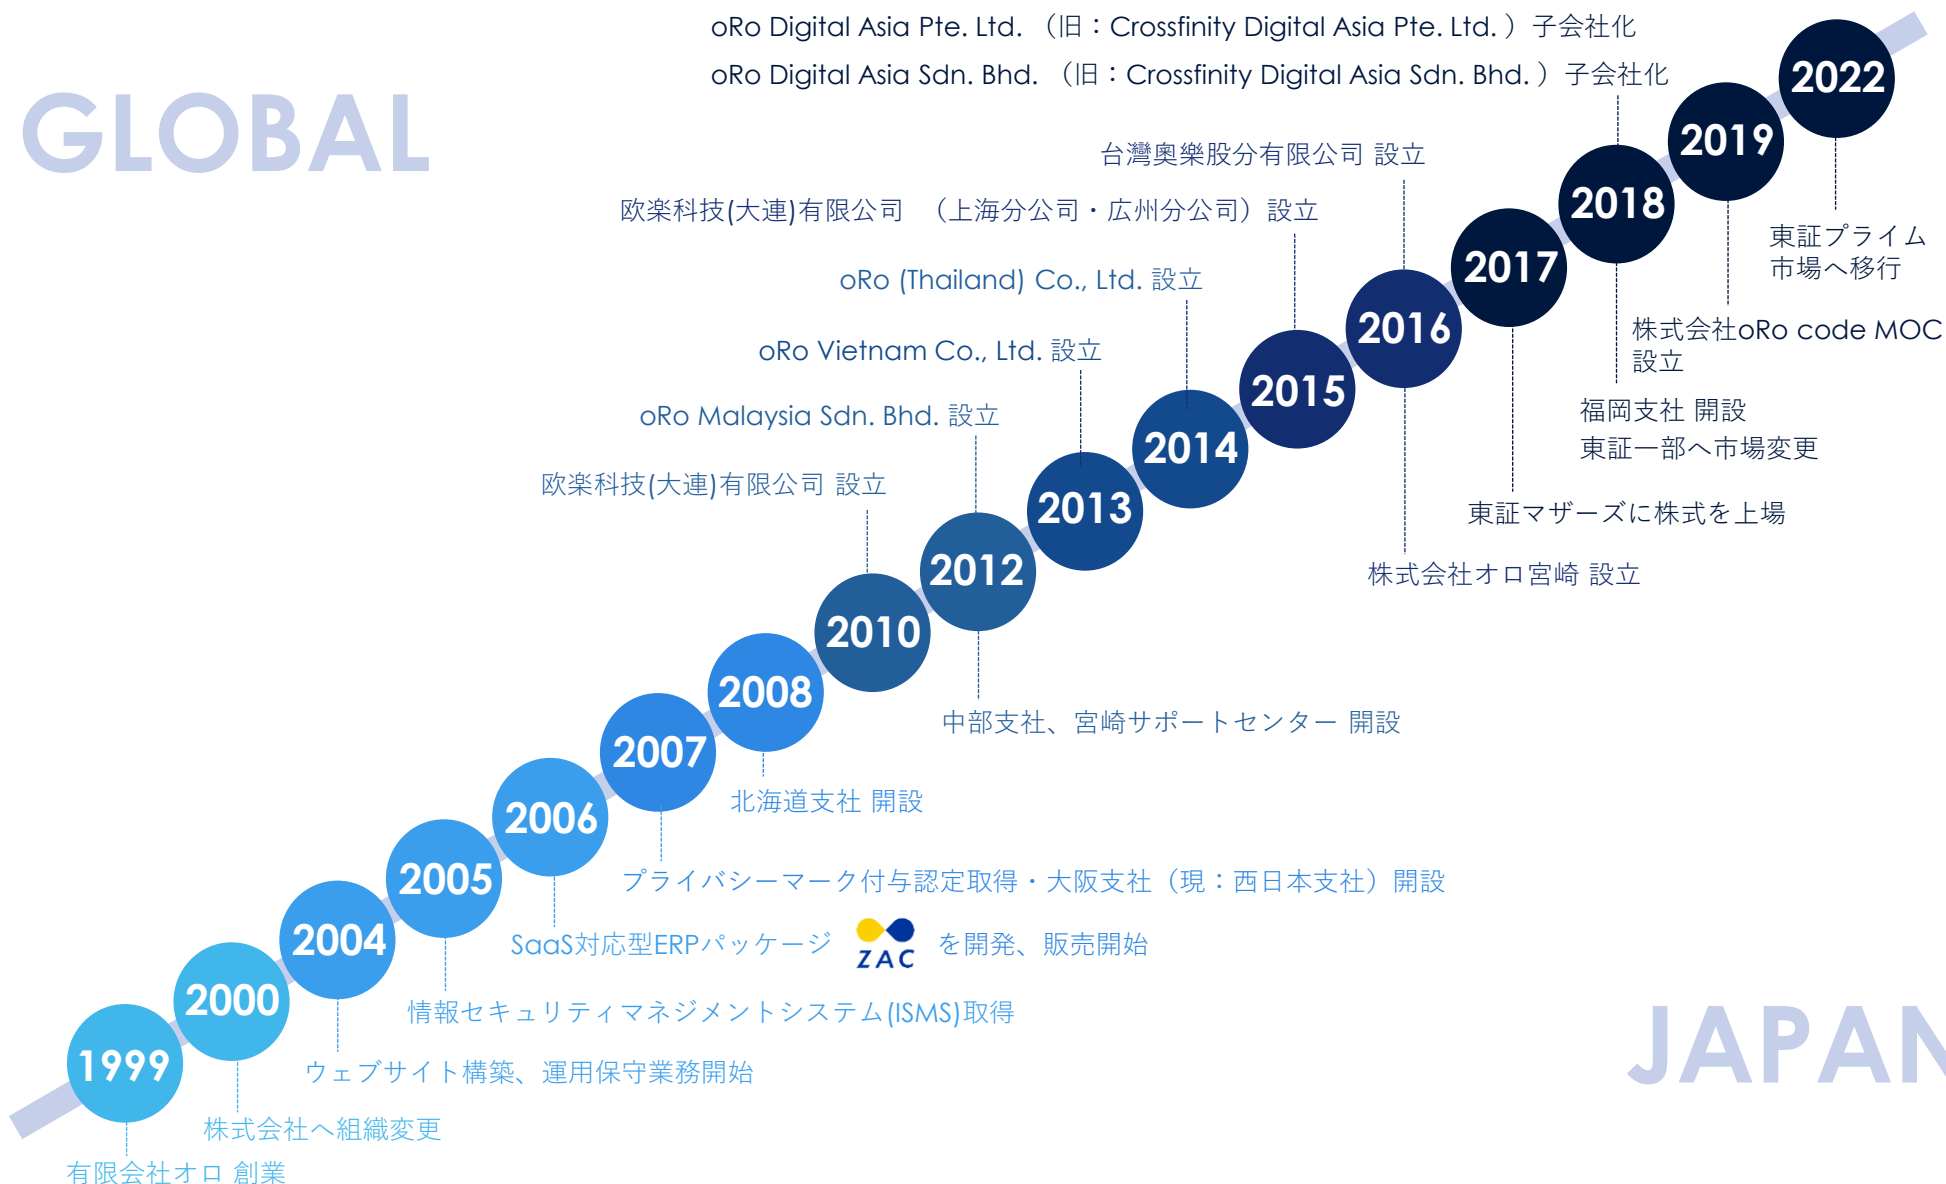 oRo Digital Asia Pte. Ltd. （旧：Crossfinity Digital Asia Pte. Ltd. ）子会社化
oRo Digital Asia Sdn. Bhd. （旧：Crossfinity Digital Asia Sdn. Bhd. ）子会社化
GLOBAL
台灣奧樂股分有限公司 設立
欧楽科技(大連)有限公司 （上海分公司・広州分公司）設立
oRo (Thailand) Co., Ltd. 設立
oRo Vietnam Co., Ltd. 設立
oRo Malaysia Sdn. Bhd. 設立
欧楽科技(大連)有限公司 設立
2022
2019
2018
2017
2016
2015
2014
2013
2012
2010
2008
2007
2006
2005
2004
2000
1999
東証プライム
市場へ移行
株式会社oRo code MOC
設立
福岡支社 開設
東証一部へ市場変更
東証マザーズに株式を上場
株式会社オロ宮崎 設立
中部支社、宮崎サポートセンター 開設
北海道支社 開設
プライバシーマーク付与認定取得・大阪支社（現：西日本支社）開設
SaaS対応型ERPパッケージ ZAC を開発、販売開始
情報セキュリティマネジメントシステム(ISMS)取得
ウェブサイト構築、運用保守業務開始
株式会社へ組織変更
有限会社オロ 創業
JAPAN